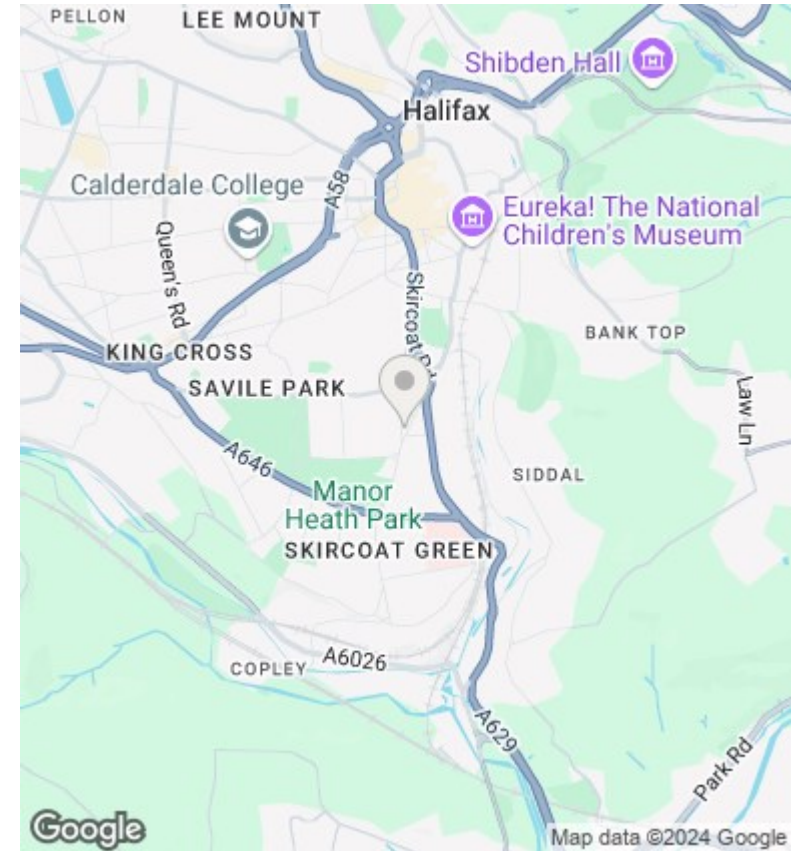 PELLON
LEE MOUNT
Shibden Hall
Halifax
Calderdale College
A58
Eureka! The National
Children's Museum
Queen's Rd
Skircoat Rd
BANK TOP
KING CROSS
SAVILE PARK
Law Ln
A646
SIDDAL
Manor
Heath Park
SKIRCOAT GREEN
A6026
COPLEY
A629
Park Rd
Google
Map data ©2024 Google